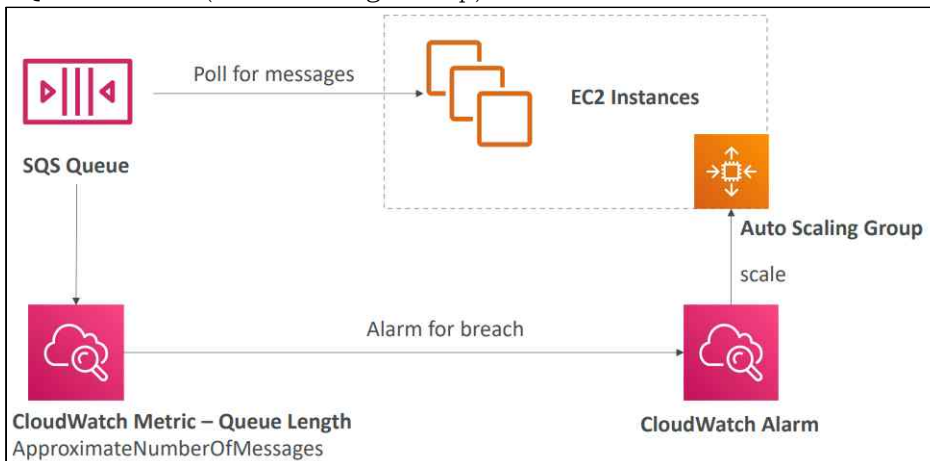 Poll for messages
EC2 Instances
SQS Queue
Auto Scaling Group
scale
Alarm for breach
CloudWatch Metric – Queue Length
ApproximateNumberOfMessages
CloudWatch Alarm